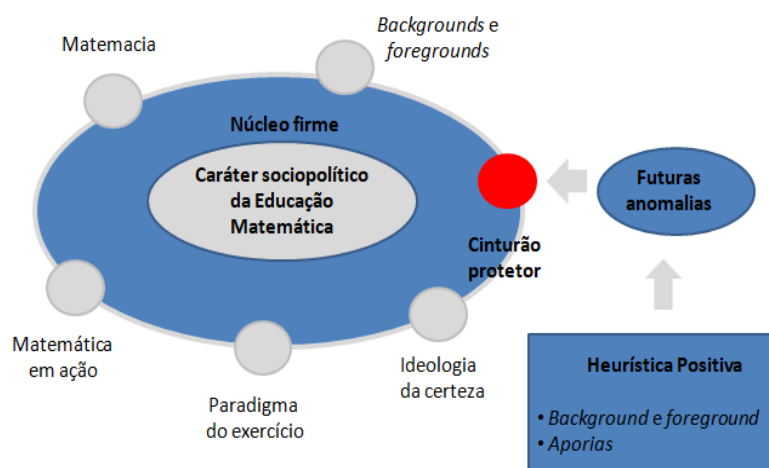 Backgrounds e
foregrounds
Matemacia
Núcleo firme
Caráter sociopolítico
da Educação
Matemática
Futuras
anomalias
Cinturão
protetor
Matemática
em ação
Paradigma
do exercício
Ideologia
da certeza
Heurística Positiva
• Background e foreground
• Aporias